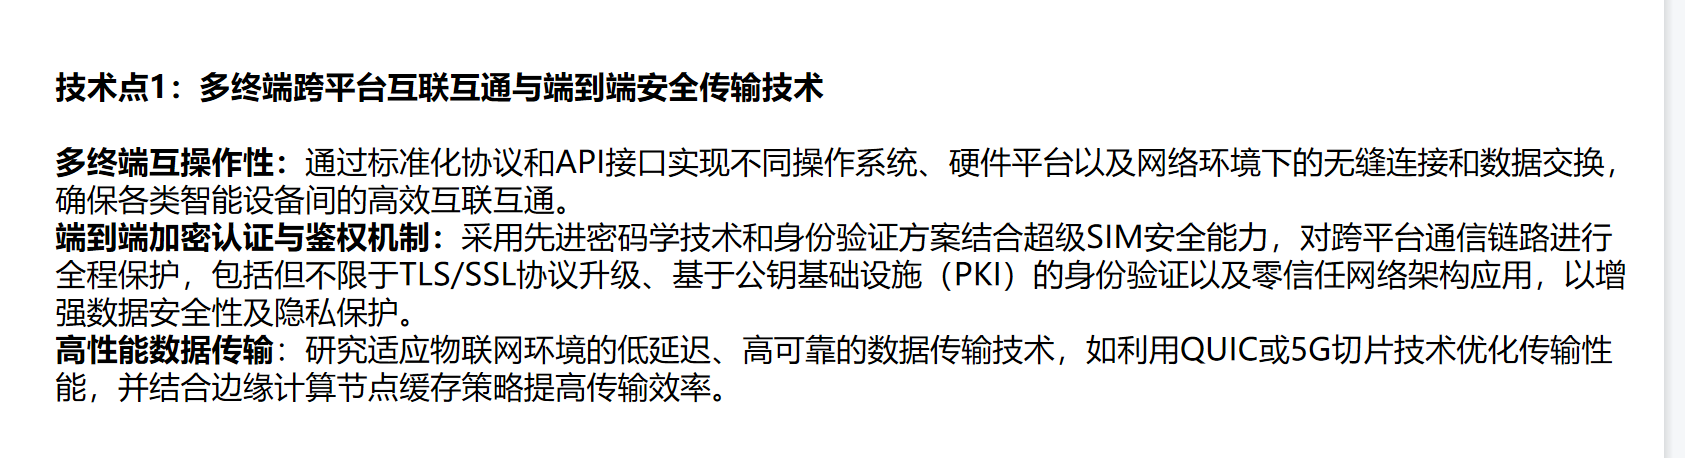 技术点1：多终端跨平台互联互通与端到端安全传输技术
多终端互操作性：通过标准化协议和API接口实现不同操作系统、硬件平台以及网络环境下的无缝连接和数据交换，
确保各类智能设备间的高效互联互通。
端到端加密认证与鉴权机制：采用先进密码学技术和身份验证方案结合超级SIM安全能力，对跨平台通信链路进行
全程保护，包括但不限于TLS/SSL协议升级、基于公钥基础设施（PKI）的身份验证以及零信任网络架构应用，以增
强数据安全性及隐私保护。
高性能数据传输：研究适应物联网环境的低延迟、高可靠的数据传输技术，如利用QUIC或5G切片技术优化传输性
能，并结合边缘计算节点缓存策略提高传输效率。